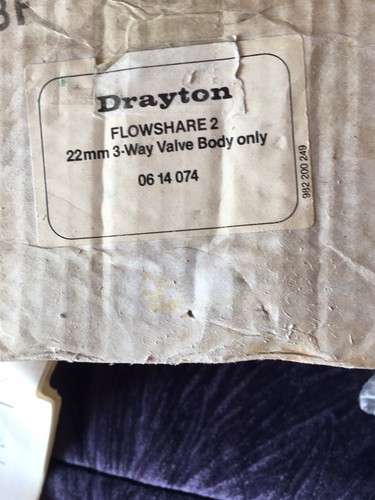 Drayton
FLOWSHARE 2
22mm 3-Way Valve Body only
06 14 074
982 200 249